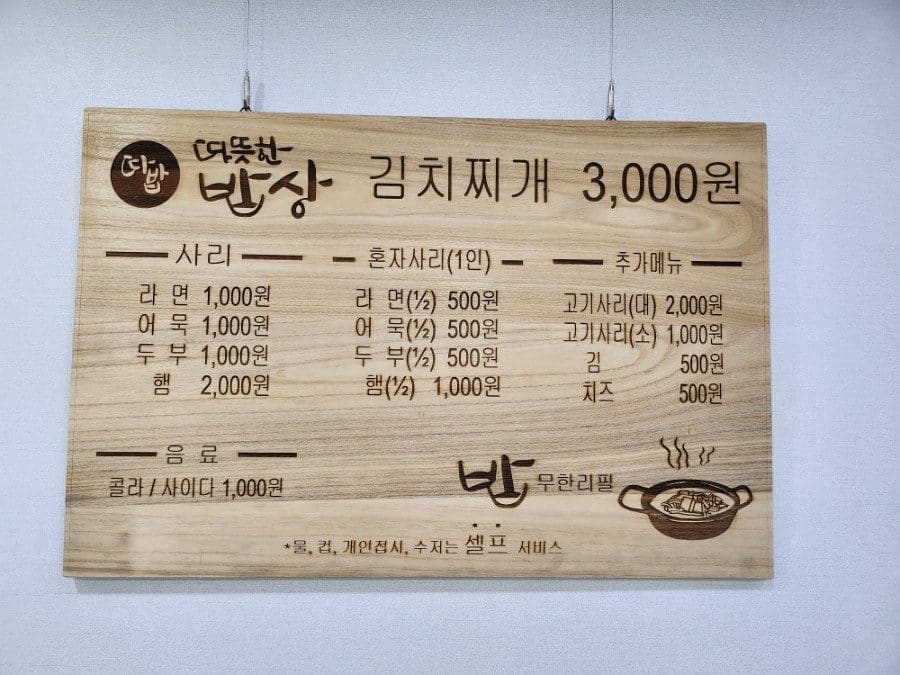 따밥 따뜻한 밥상 김치찌개 3,000원
사리
라 면 1,000원
어 묵 1,000원
두 부 1,000원
햄 2,000원
혼자사리(1인)
라 면(½) 500원
어 묵(½) 500원
두 부(½) 500원
햄(½) 1,000원
추가메뉴
고기사리(대) 2,000원
고기사리(소) 1,000원
김 500원
치즈 500원
음 료
콜라 / 사이다 1,000원
밥 무한리필
*물, 컵, 개인접시, 수저는 셀프 서비스